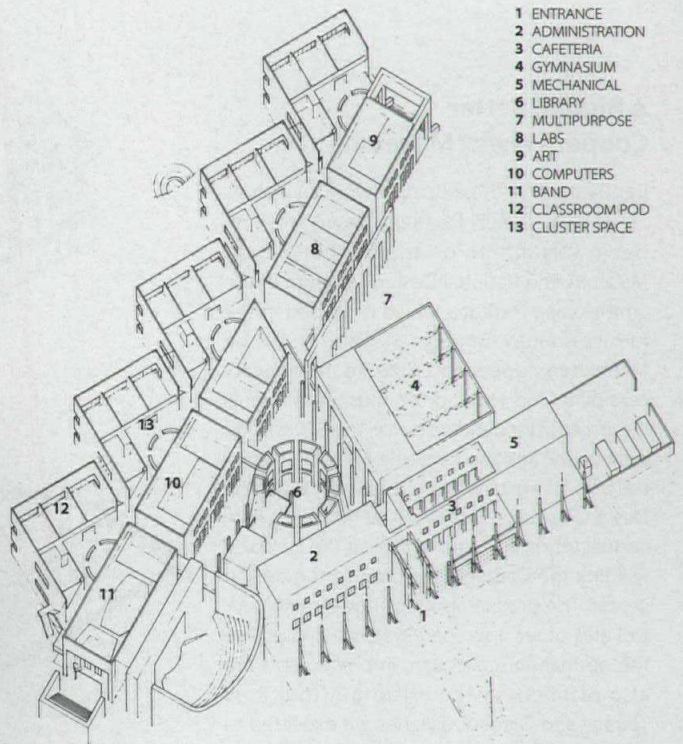 1 ENTRANCE
2 ADMINISTRATION
3 CAFETERIA
4 GYMNASIUM
5 MECHANICAL
6 LIBRARY
7 MULTIPURPOSE
8 LABS
9 ART
10 COMPUTERS
11 BAND
12 CLASSROOM POD
13 CLUSTER SPACE
9
8
7
4
13
5
10
6
3
12
2
11
1